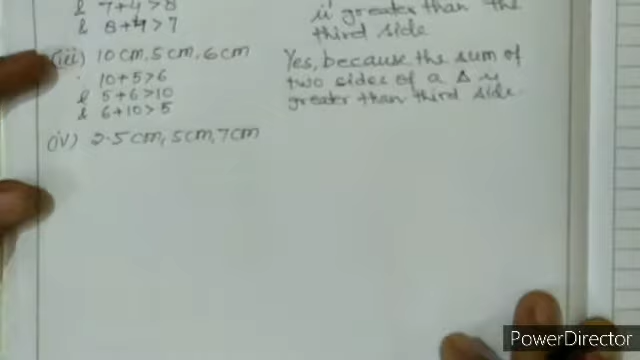 & 7+4>8
& 8+4>7
is greater than the
third side
(iii) 10 cm, 5 cm, 6 cm
10+5>6
& 5+6>10
& 6+10>5
Yes, because the sum of
two sides of a Δ is
greater than third side.
(iv) 2.5 cm, 5 cm, 7 cm
PowerDirector